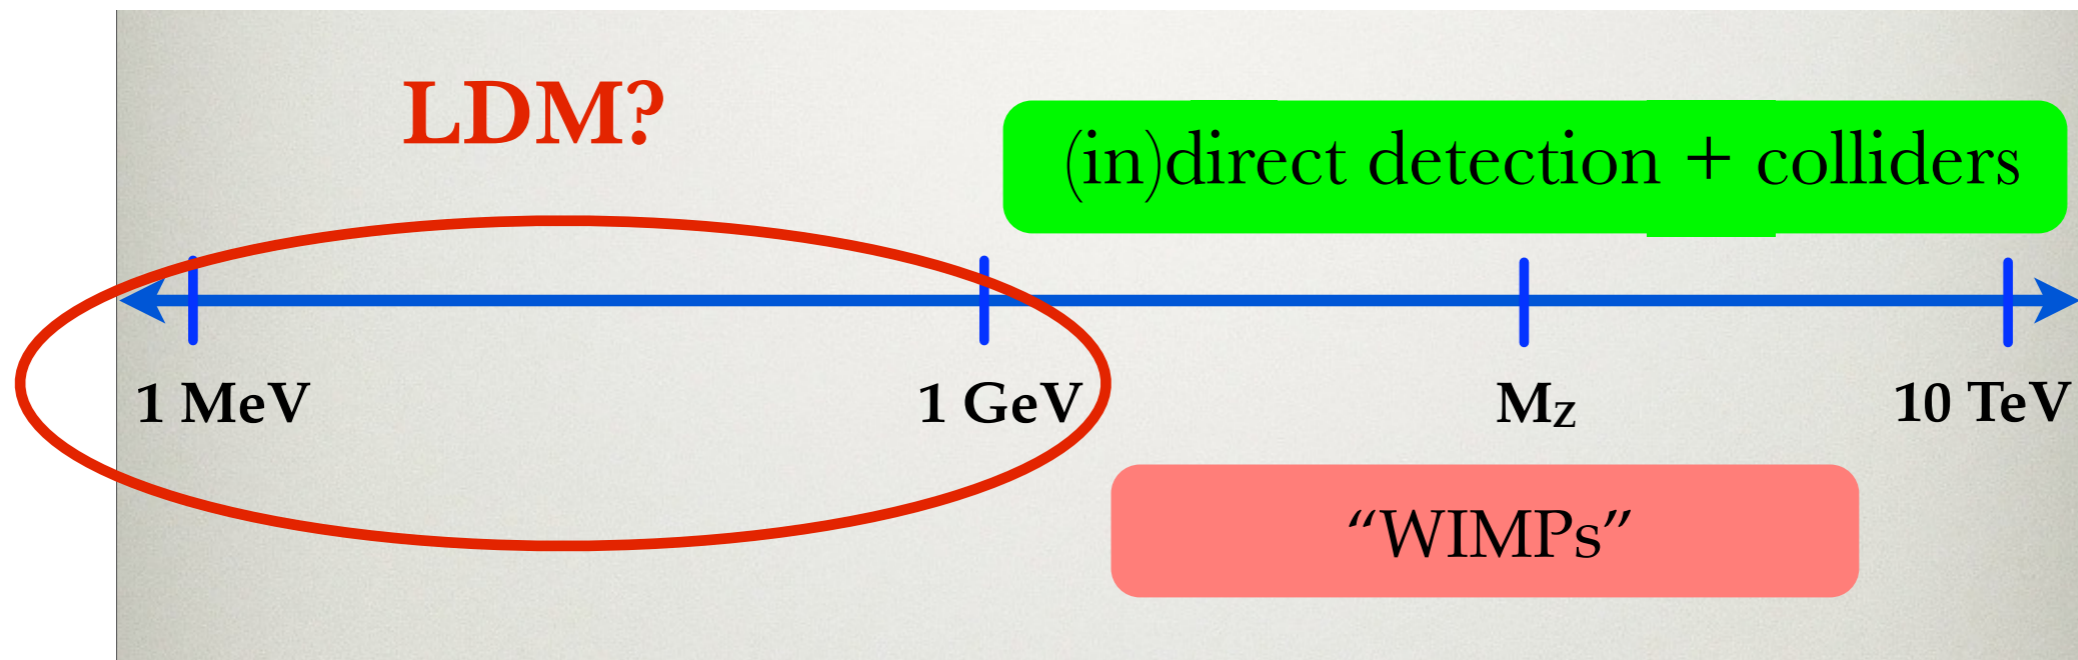 LDM?
(in)direct detection + colliders
1 MeV
1 GeV
MZ
10 TeV
“WIMPs”